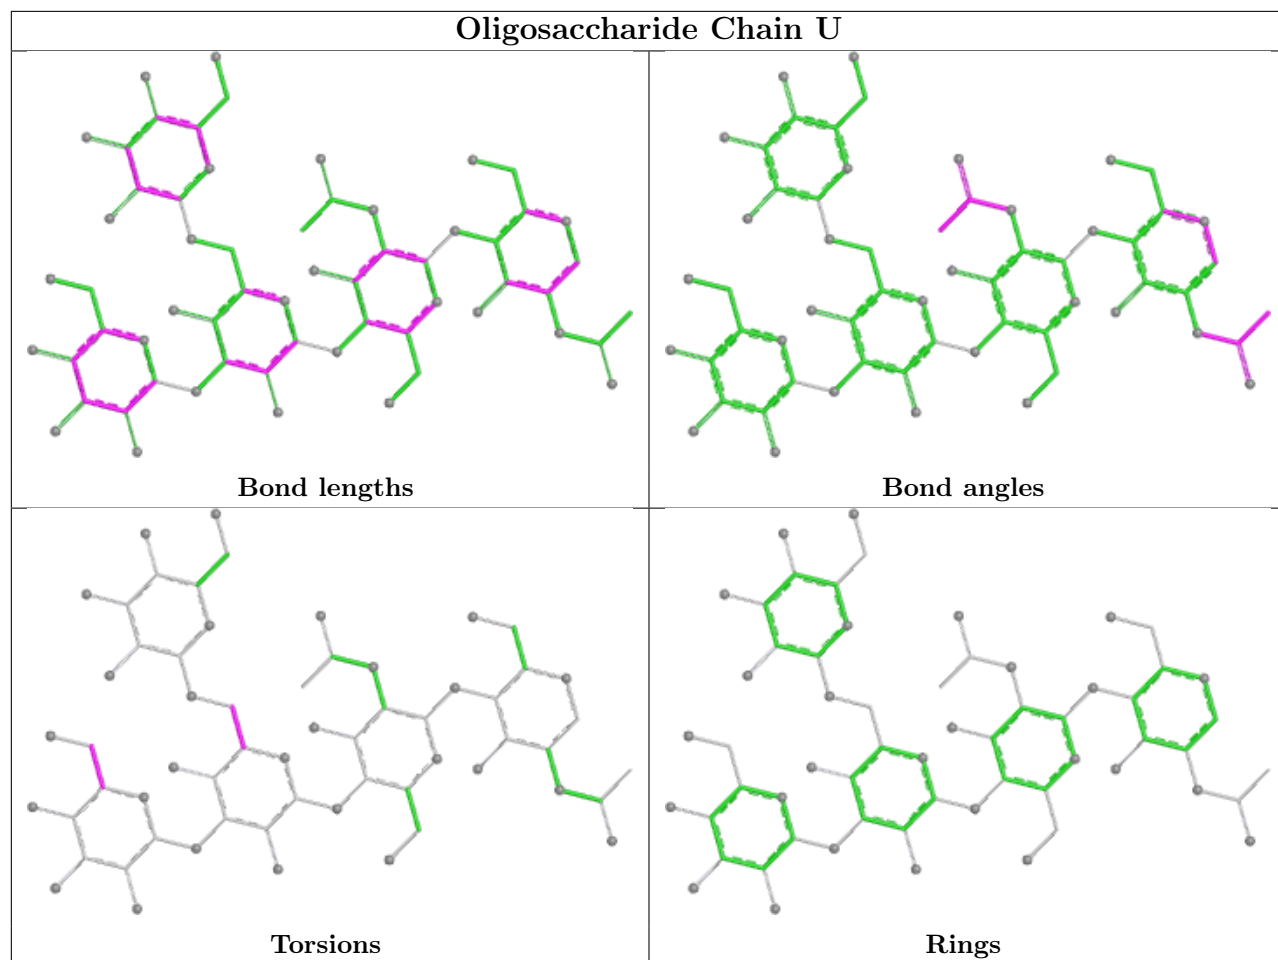 Oligosaccharide Chain U
Bond lengths
Bond angles
Torsions
Rings